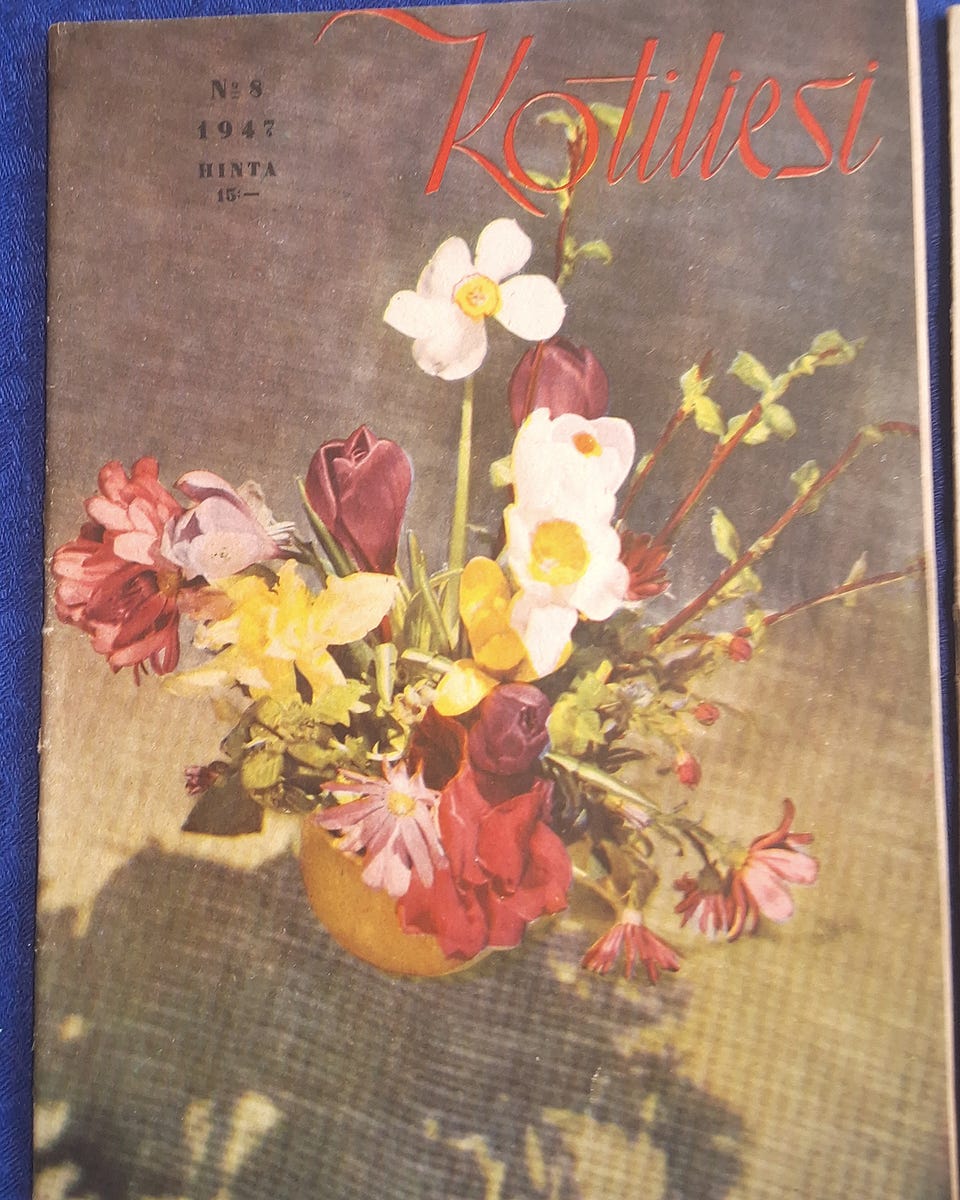 Kotiliesi
Nº 8
1947
HINTA
15:—